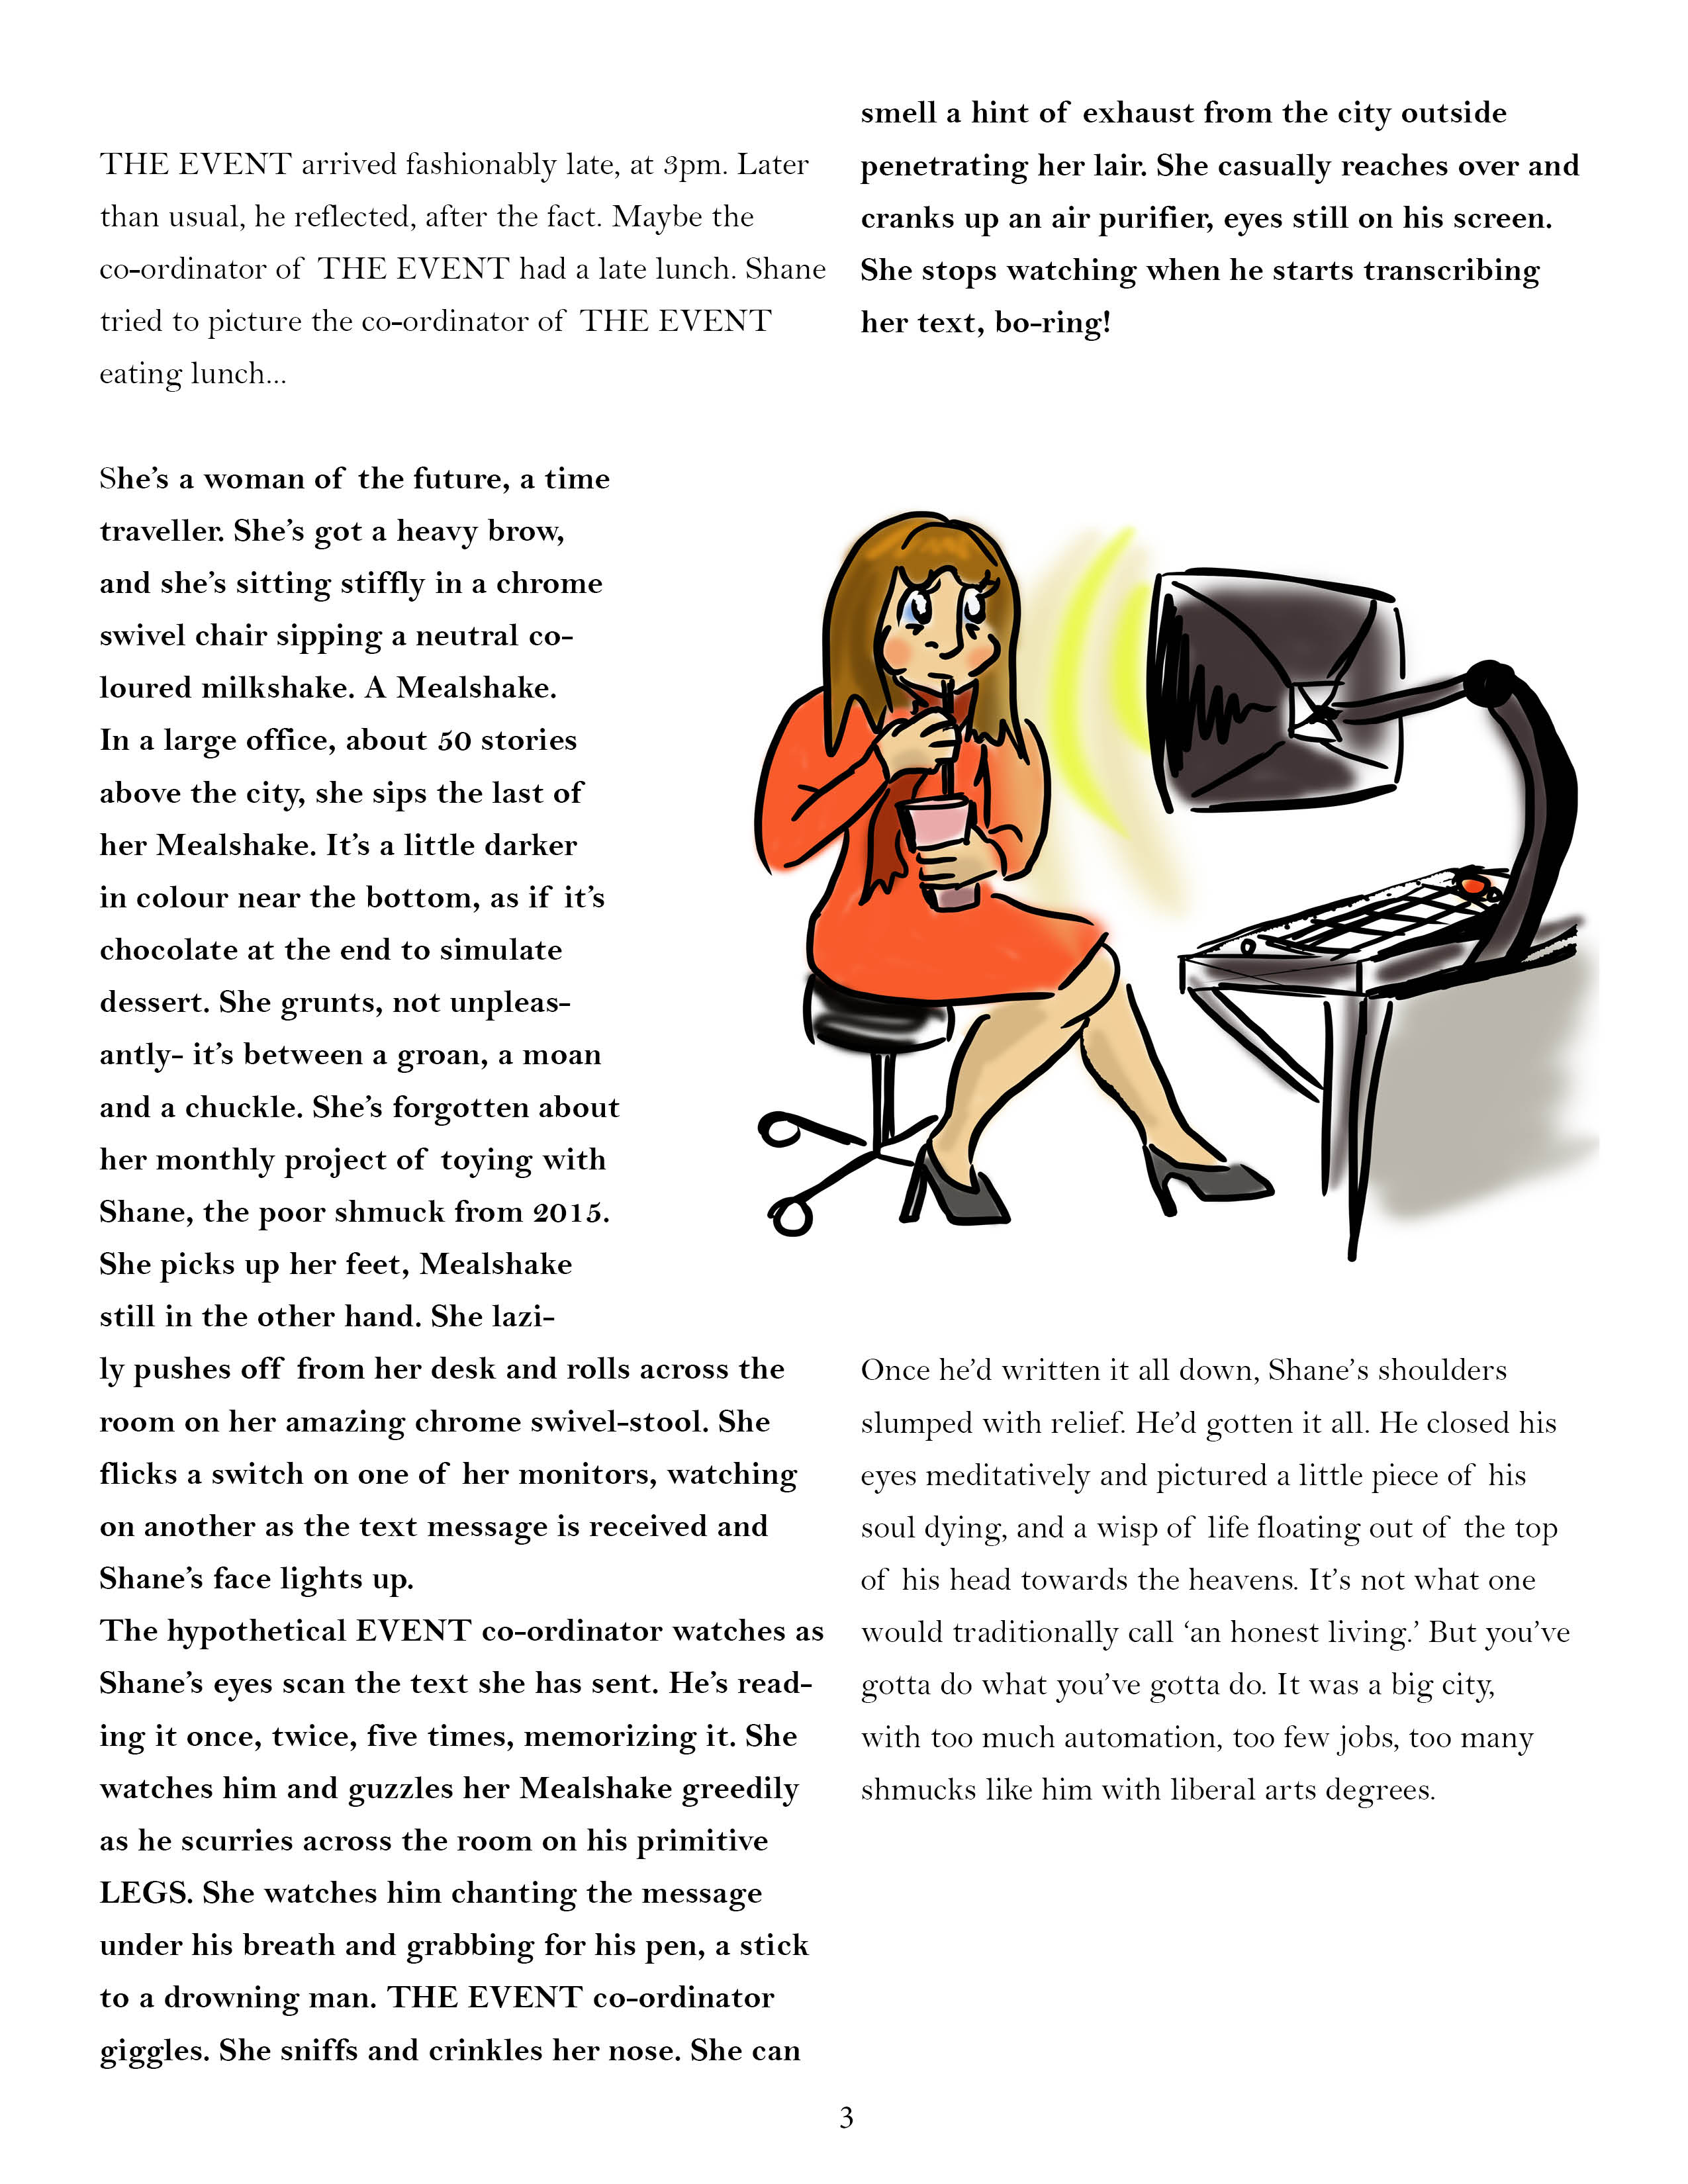 THE EVENT arrived fashionably late, at 3pm. Later
than usual, he reflected, after the fact. Maybe the
co-ordinator of THE EVENT had a late lunch. Shane
tried to picture the co-ordinator of THE EVENT
eating lunch...
She's a woman of the future, a time
traveller. She's got a heavy brow,
and she's sitting stiffly in a chrome
swivel chair sipping a neutral co-
loured milkshake. A Mealshake.
In a large office, about 50 stories
above the city, she sips the last of
her Mealshake. It's a little darker
in colour near the bottom, as if it's
chocolate at the end to simulate
dessert. She grunts, not unpleas-
antly- it's between a groan, a moan
and a chuckle. She's forgotten about
her monthly project of toying with
Shane, the poor shmuck from 2015.
She picks up her feet, Mealshake
still in the other hand. She lazi-
ly pushes off from her desk and rolls across the
room on her amazing chrome swivel-stool. She
flicks a switch on one of her monitors, watching
on another as the text message is received and
Shane's face lights up.
The hypothetical EVENT co-ordinator watches as
Shane's eyes scan the text she has sent. He's read-
ing it once, twice, five times, memorizing it. She
watches him and guzzles her Mealshake greedily
as he scurries across the room on his primitive
LEGS. She watches him chanting the message
under his breath and grabbing for his pen, a stick
to a drowning man. THE EVENT co-ordinator
giggles. She sniffs and crinkles her nose. She can
smell a hint of exhaust from the city outside
penetrating her lair. She casually reaches over and
cranks up an air purifier, eyes still on his screen.
She stops watching when he starts transcribing
her text, bo-ring!
Once he'd written it all down, Shane's shoulders
slumped with relief. He'd gotten it all. He closed his
eyes meditatively and pictured a little piece of his
soul dying, and a wisp of life floating out of the top
of his head towards the heavens. It's not what one
would traditionally call 'an honest living.' But you've
gotta do what you've gotta do. It was a big city,
with too much automation, too few jobs, too many
shmucks like him with liberal arts degrees.
3